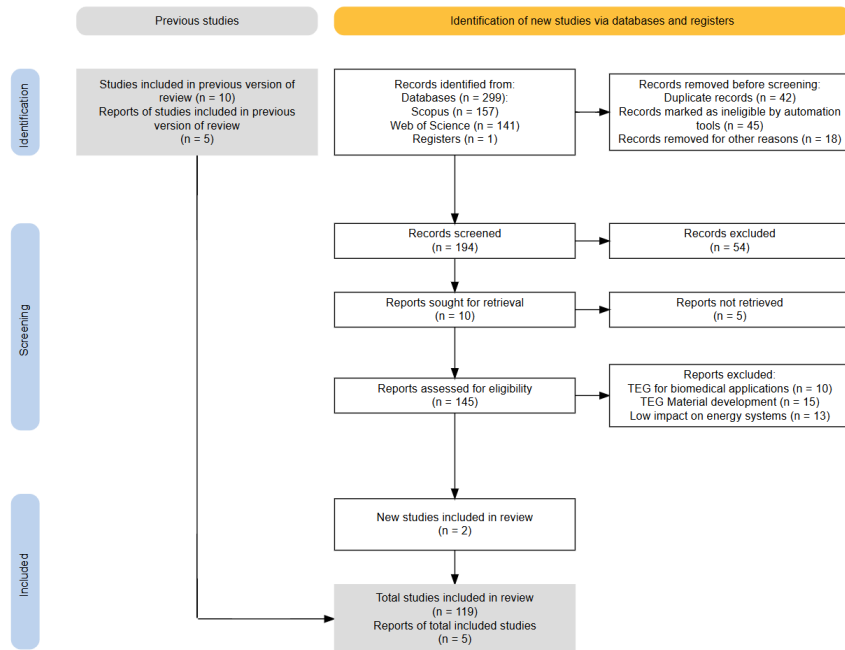 Previous studies
Identification of new studies via databases and registers
Identification
Studies included in previous version of
review (n = 10)
Reports of studies included in previous
version of review
(n = 5)
Records identified from:
Databases (n = 299):
Scopus (n = 157)
Web of Science (n = 141)
Registers (n = 1)
Records removed before screening:
Duplicate records (n = 42)
Records marked as ineligible by automation
tools (n = 45)
Records removed for other reasons (n = 18)
Screening
Records screened
(n = 194)
Records excluded
(n = 54)
Reports sought for retrieval
(n = 10)
Reports not retrieved
(n = 5)
Reports assessed for eligibility
(n = 145)
Reports excluded:
TEG for biomedical applications (n = 10)
TEG Material development (n = 15)
Low impact on energy systems (n = 13)
Included
New studies included in review
(n = 2)
Total studies included in review
(n = 119)
Reports of total included studies
(n = 5)